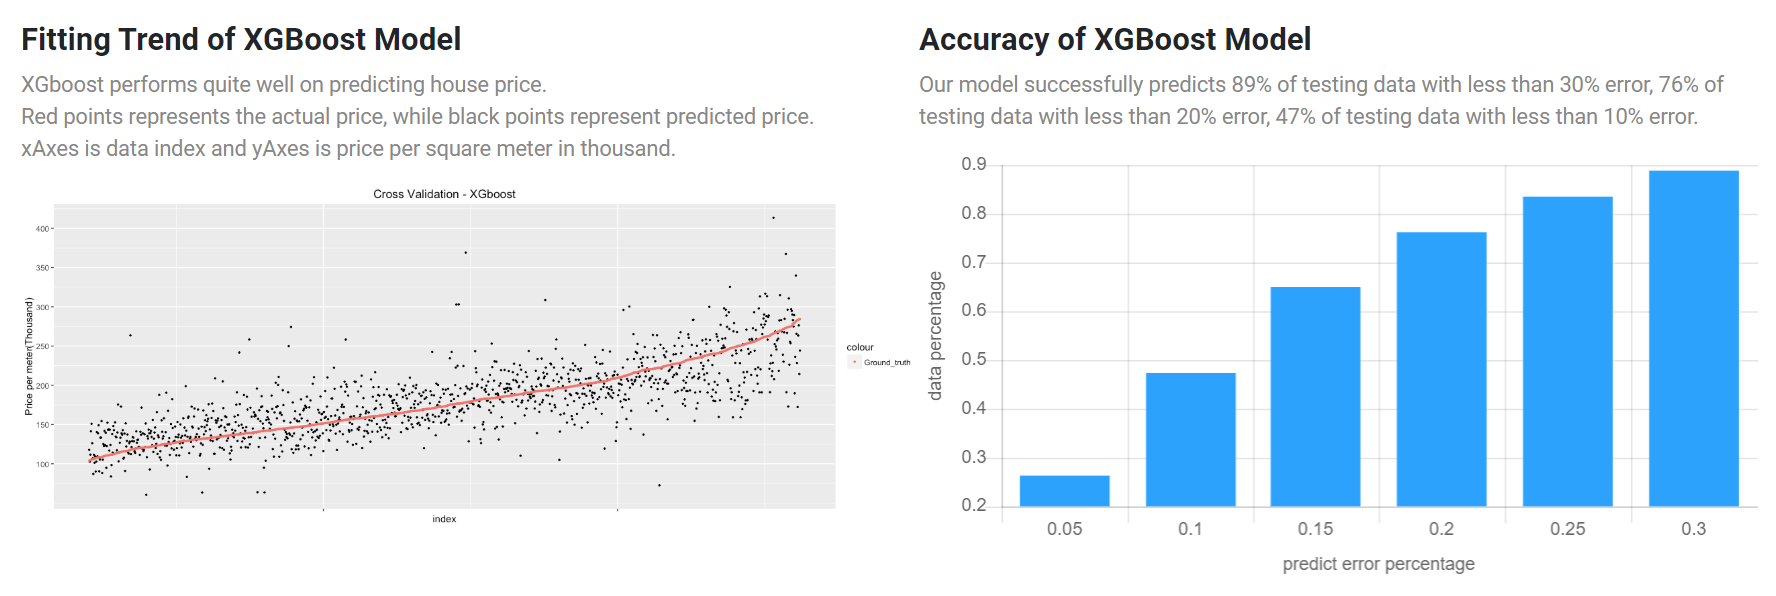 Fitting Trend of XGBoost Model
XGboost performs quite well on predicting house price.
Red points represents the actual price, while black points represent predicted price.
xAxes is data index and yAxes is price per square meter in thousand.
Cross Validation - XGboost
400
350
300
250
200
150
100
Price per meter(Thousand)
index
colour
Ground_truth
Accuracy of XGBoost Model
Our model successfully predicts 89% of testing data with less than 30% error, 76% of
testing data with less than 20% error, 47% of testing data with less than 10% error.
0.9
0.8
0.7
0.6
0.5
0.4
0.3
0.2
data percentage
0.05 0.1 0.15 0.2 0.25 0.3
predict error percentage